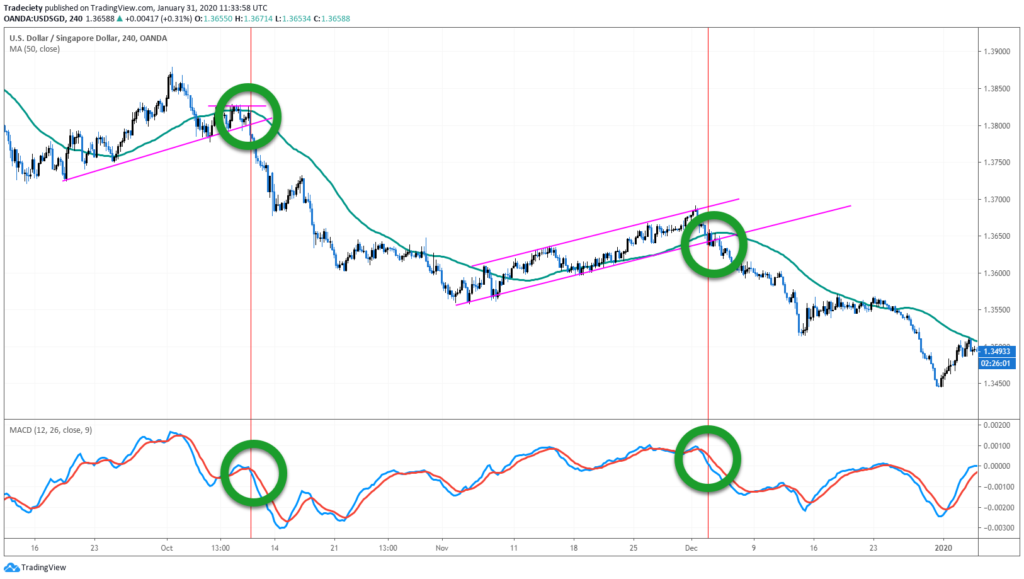 Tradeciety published on TradingView.com, January 31, 2020 11:33:58 UTC
OANDA:USDSGD, 240 1.36588 ▲ +0.00417 (+0.31%) O:1.36550 H:1.36714 L:1.36534 C:1.36588
U.S. Dollar / Singapore Dollar, 240, OANDA
MA (50, close)
1.39000
1.38500
1.38000
1.37500
1.37000
1.36500
1.36000
1.35500
1.34933
02:26:01
1.34500
MACD (12, 26, close, 9)
0.00200
0.00100
0.00000
−0.00100
−0.00200
−0.00300
16 23 Oct 13:00 14 21 13:00 Nov 11 18 25 Dec 9 16 23 2020
TradingView